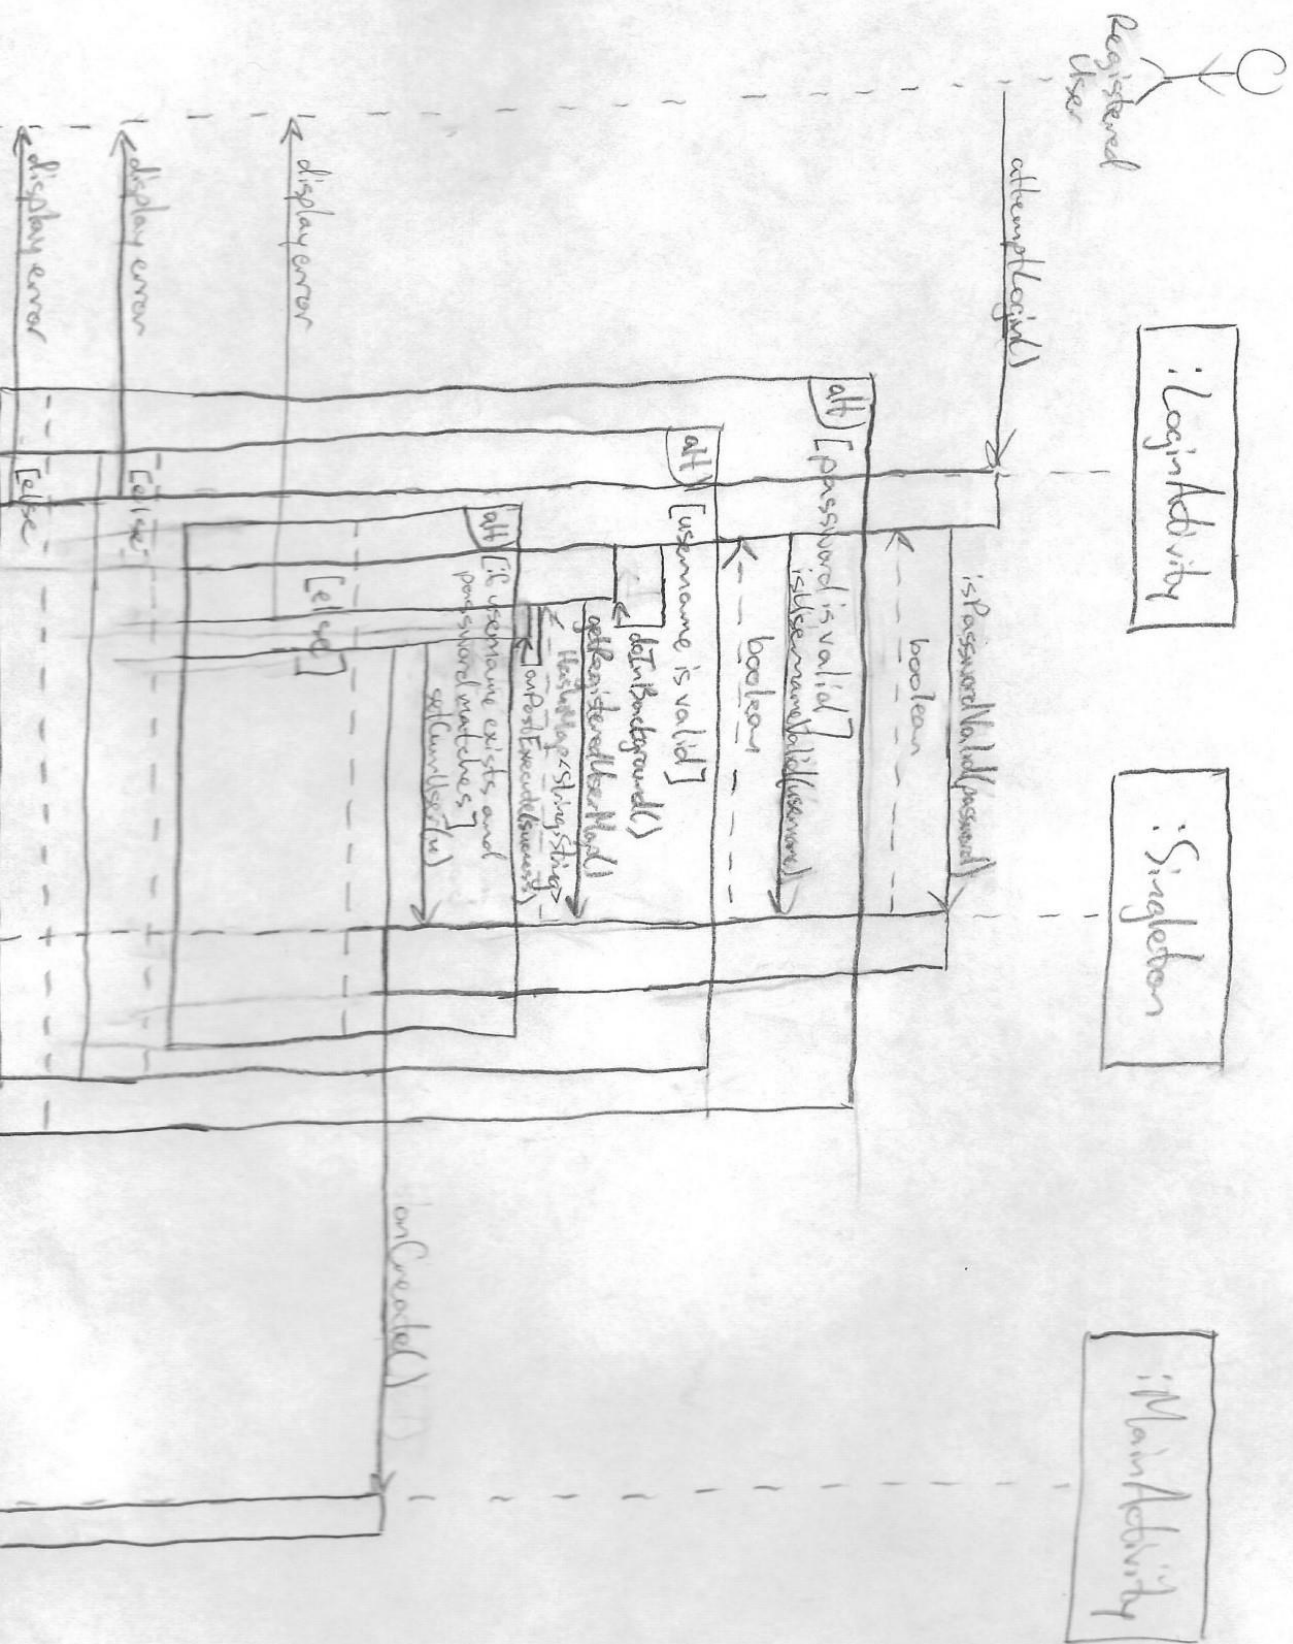 Registered
User
:LoginActivity
:Singleton
:MainActivity
attemptLogin()
isPasswordValid(password)
boolean
alt
[password is valid]
isUsernameValid(username)
boolean
alt
[username is valid]
doInBackground()
getRegisteredUserMap()
HashMap<String,String>
onPostExecute(success)
alt
[if username exists and
password matches]
setCurrUser(u)
onCreate()
[else]
display error
[else]
display error
[else]
display error